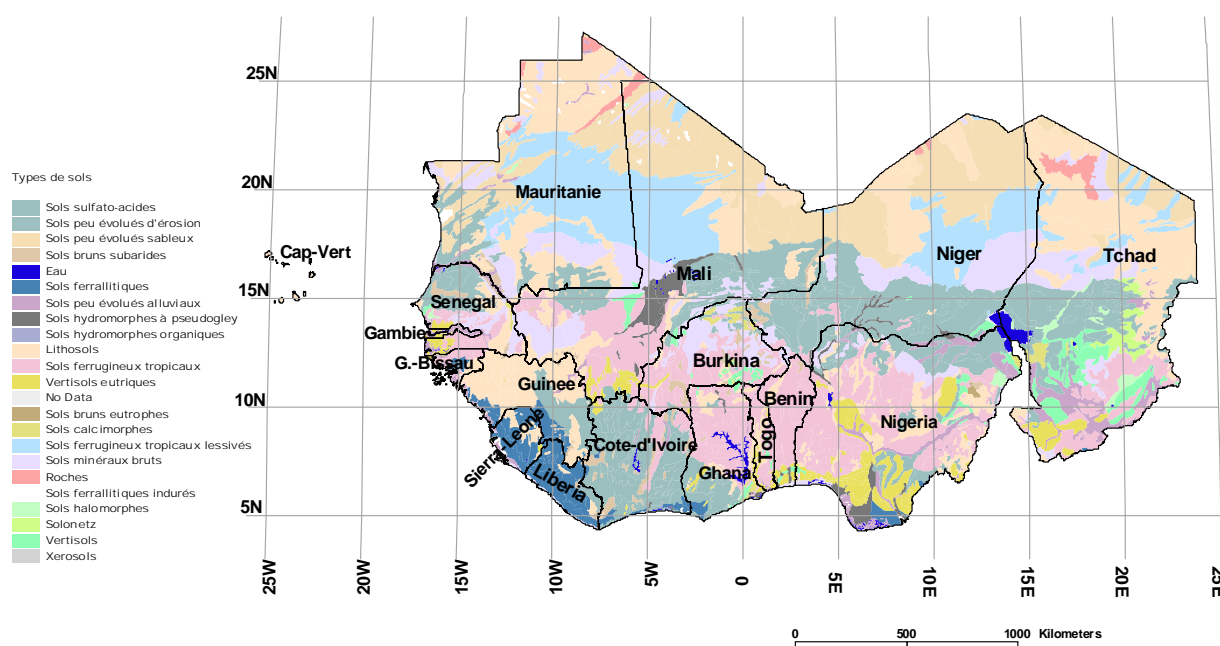 25N
20N
15N
10N
5N
Types de sols
Sols sulfato-acides
Sols peu évolués d'érosion
Sols peu évolués sableux
Sols bruns subarides
Eau
Sols ferrallitiques
Sols peu évolués alluviaux
Sols hydromorphes à pseudogley
Sols hydromorphes organiques
Lithosols
Sols ferrugineux tropicaux
Vertisols eutriques
No Data
Sols bruns eutrophes
Sols calcimorphes
Sols ferrugineux tropicaux lessivés
Sols minéraux bruts
Roches
Sols ferrallitiques indurés
Sols halomorphes
Solonetz
Vertisols
Xerosols
Mauritanie
Cap-Vert
Mali
Niger
Tchad
Senegal
Gambie
G.-Bissau
Burkina
Guinee
Benin
Nigeria
Sierra Leone
Cote-d'Ivoire
Togo
Ghana
Liberia
25W
20W
15W
10W
5W
0
5E
10E
15E
20E
25E
0 500 1000 Kilometers